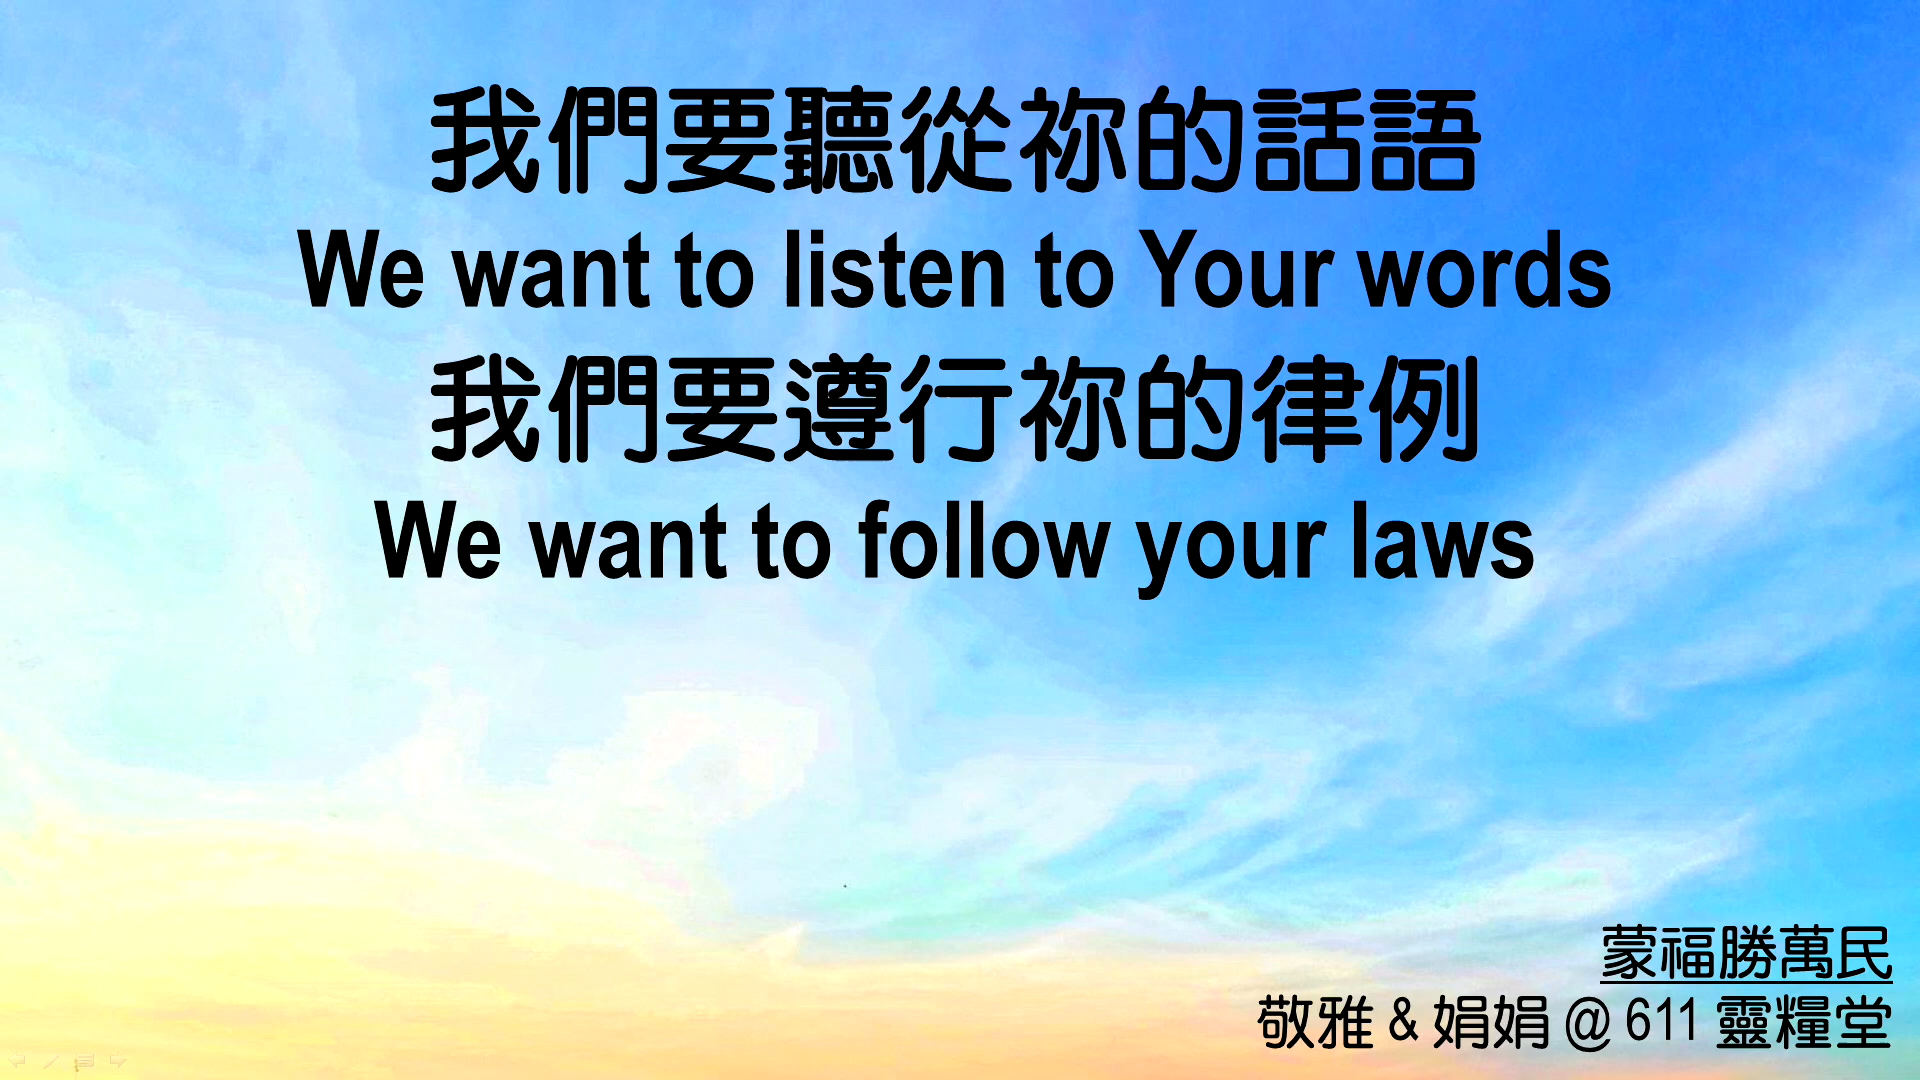 我們要聽從祢的話語
We want to listen to Your words
我們要遵行祢的律例
We want to follow your laws
蒙福勝萬民
敬雅 & 娟娟 @ 611 靈糧堂